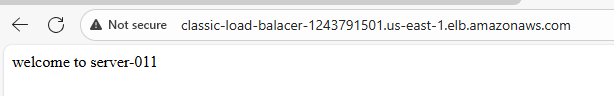 Not secure classic-load-balacer-1243791501.us-east-1.elb.amazonaws.com
welcome to server-011